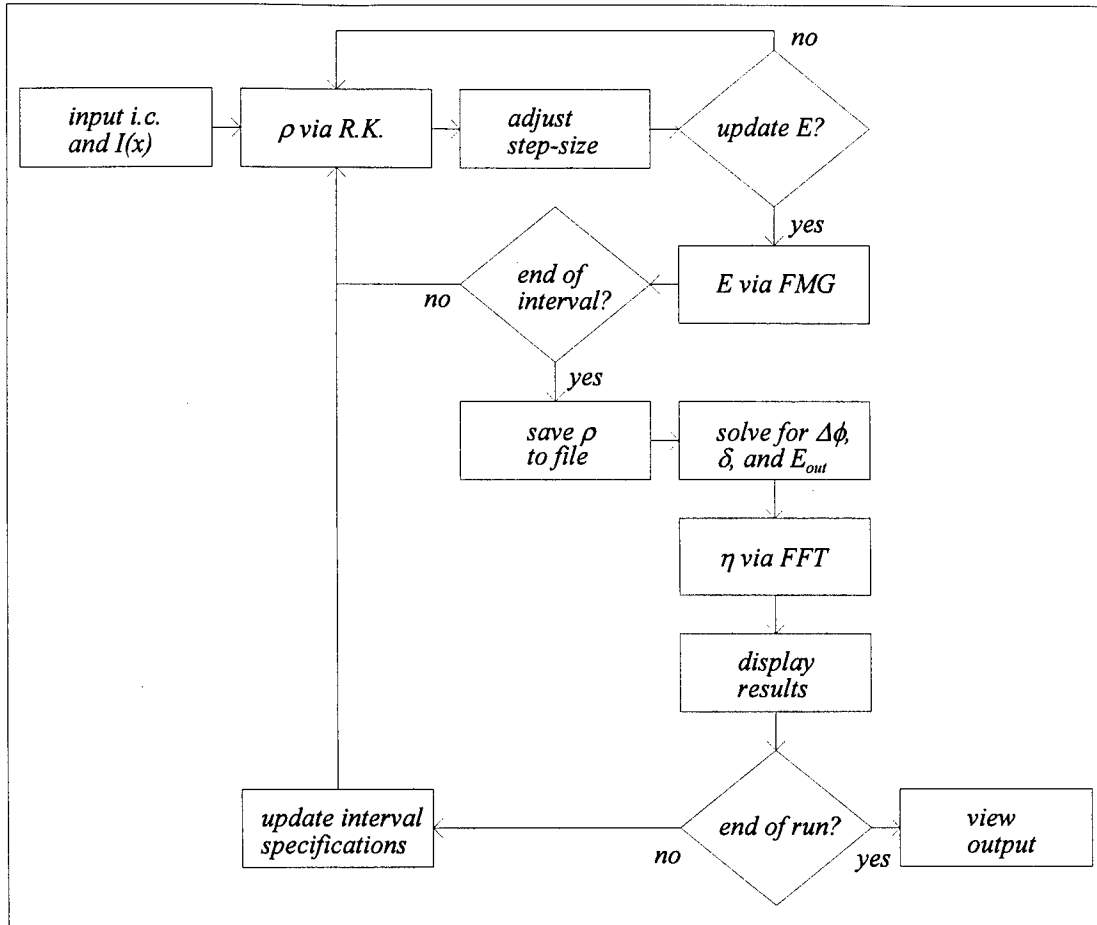 no
input i.c.
and I(x)
ρ via R.K.
adjust
step-size
update E?
yes
E via FMG
end of
interval?
no
yes
save ρ
to file
solve for Δϕ,
δ, and E_out
η via FFT
display
results
end of run?
no
yes
update interval
specifications
view
output